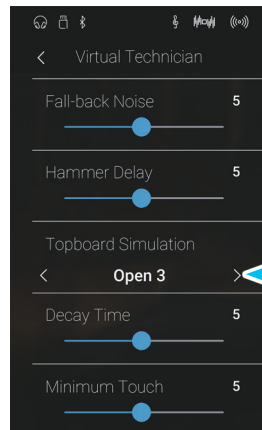 Virtual Technician
Fall-back Noise 5
Hammer Delay 5
Topboard Simulation
Open 3
Decay Time 5
Minimum Touch 5